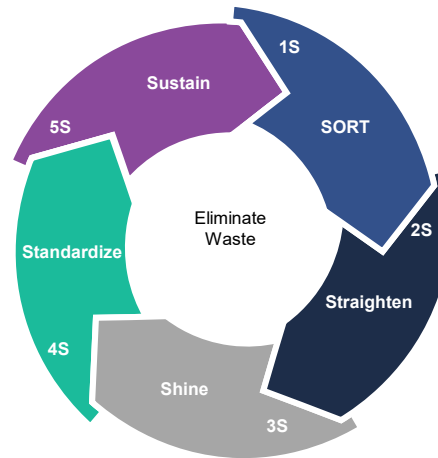 1S
SORT
2S
Straighten
3S
Shine
4S
Standardize
5S
Sustain
Eliminate
Waste